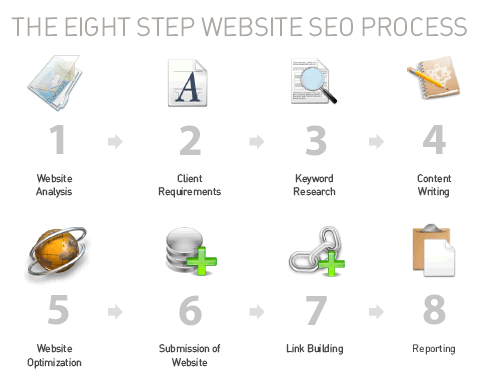 THE EIGHT STEP WEBSITE SEO PROCESS
A
1
2
3
4
Website
Analysis
Client
Requirements
Keyword
Research
Content
Writing
5
6
7
8
Website
Optimization
Submission of
Website
Link Building
Reporting